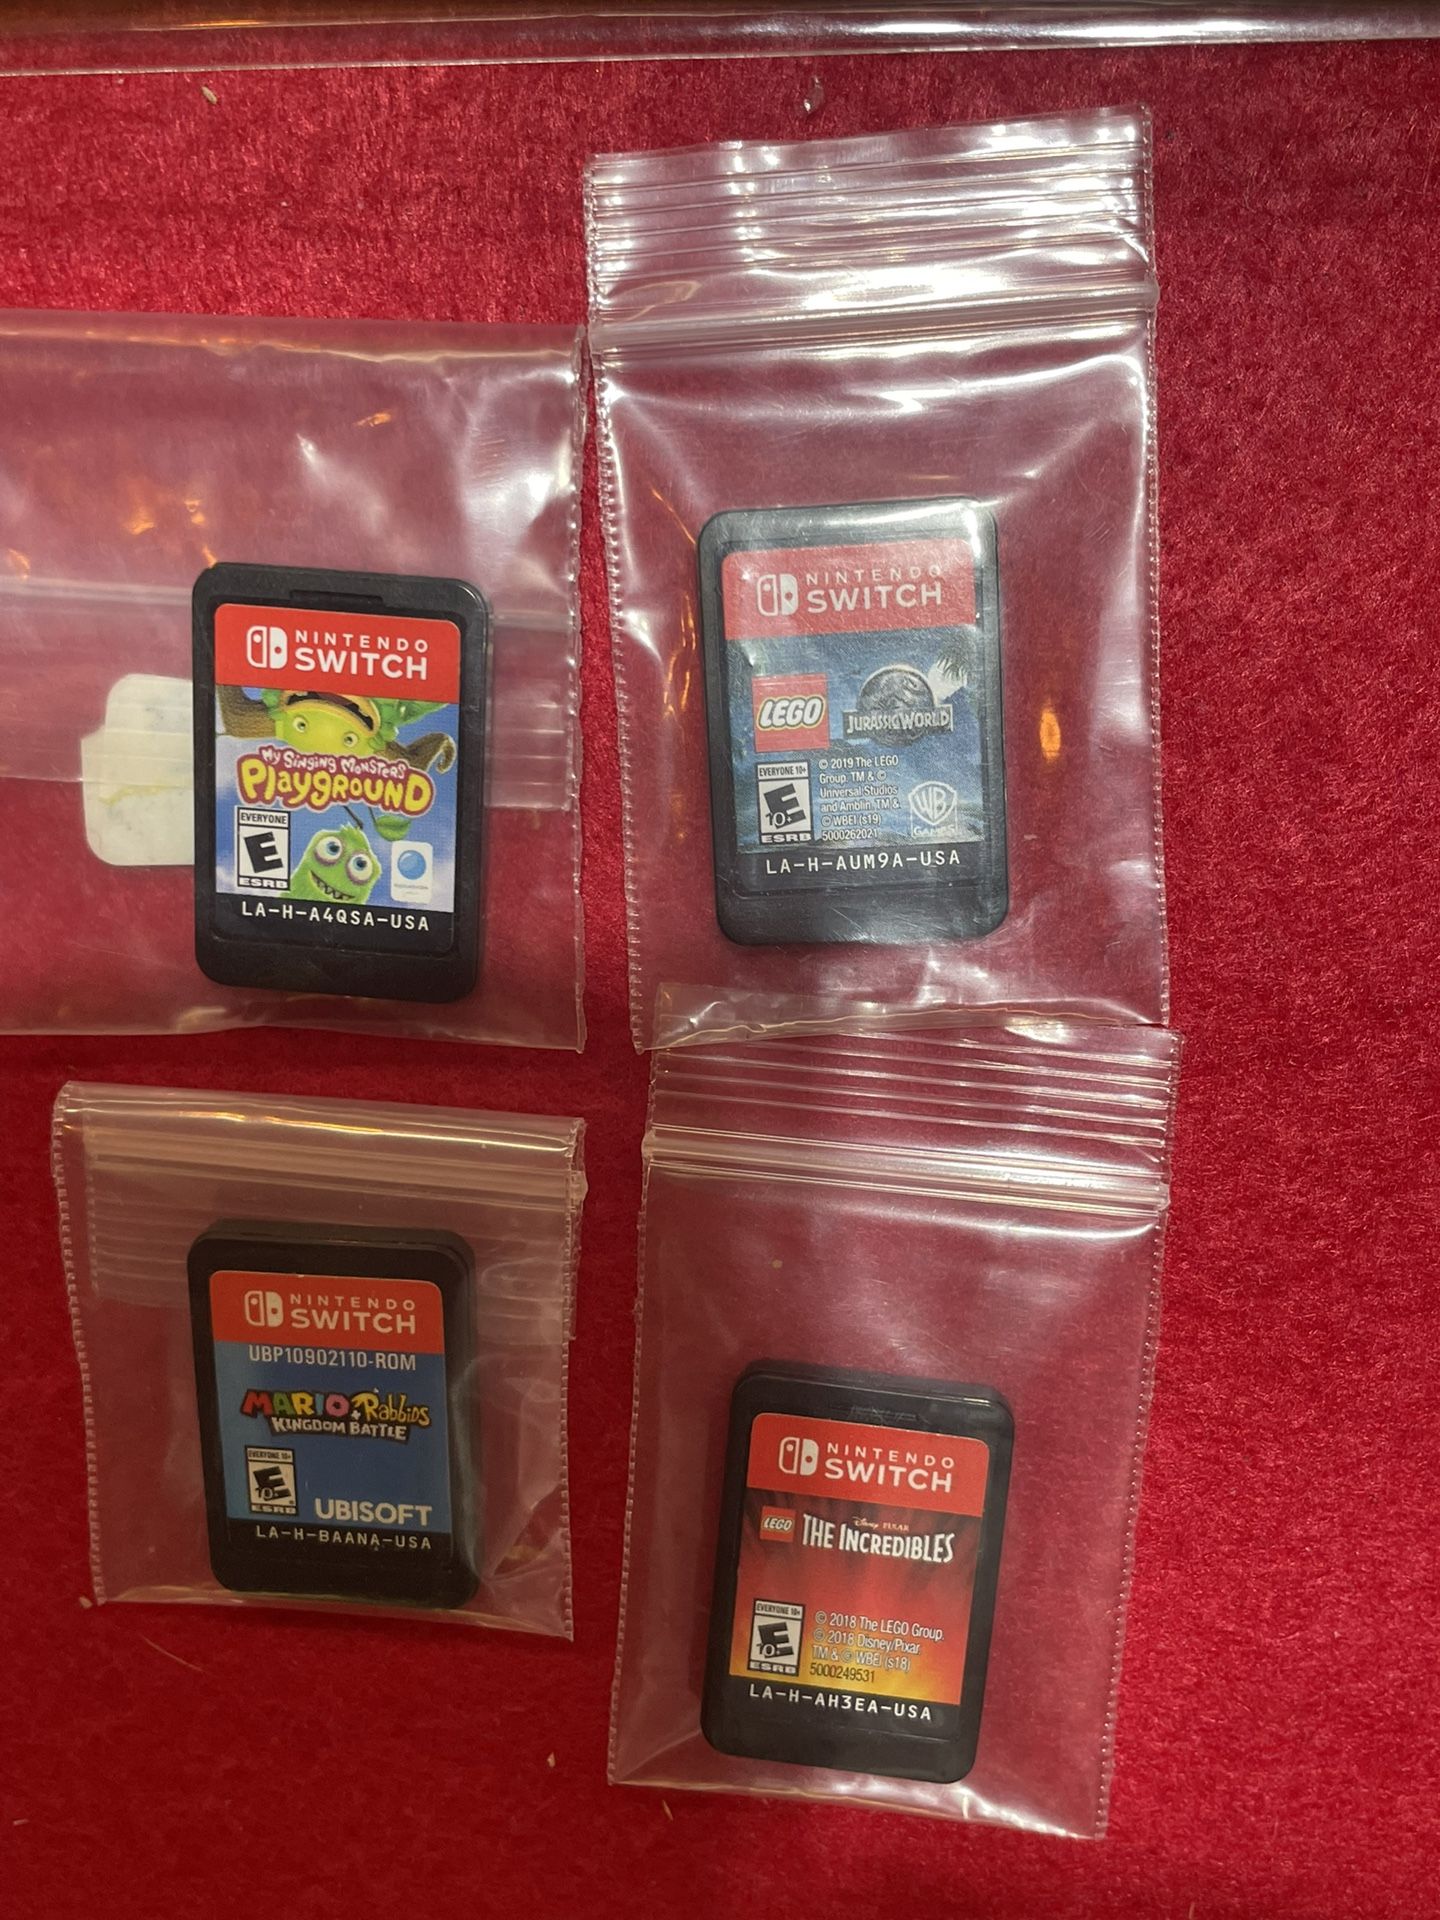 NINTENDO
SWITCH
My Singing Monsters
Playground
EVERYONE
E
ESRB
LA-H-A4QSA-USA
NINTENDO
SWITCH
LEGO
JURASSIC WORLD
EVERYONE 10+
E
10+
ESRB
© 2019 The LEGO
Group. TM & ©
Universal Studios
and Amblin. TM &
© WBEI (s19)
5000262021
WB
GAMES
LA-H-AUM9A-USA
NINTENDO
SWITCH
UBP10902110-ROM
MARIO + Rabbids
KINGDOM BATTLE
EVERYONE 10+
E
10+
ESRB
UBISOFT
LA-H-BAANA-USA
NINTENDO
SWITCH
LEGO
Disney PIXAR
THE INCREDIBLES
EVERYONE 10+
E
10+
ESRB
© 2018 The LEGO Group.
© 2018 Disney/Pixar
TM & © WBEI (s18)
5000249531
LA-H-AH3EA-USA